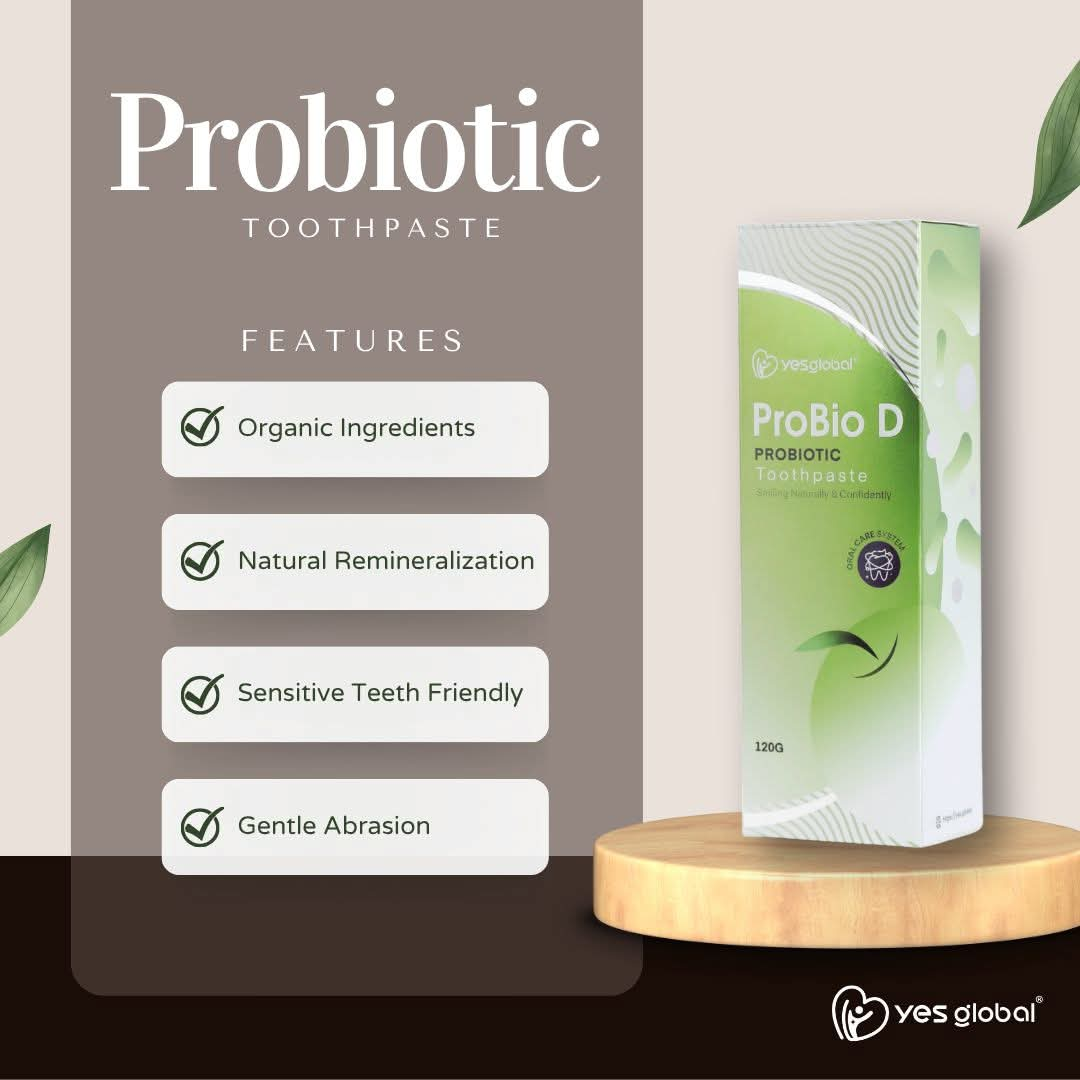 Probiotic
TOOTHPASTE
FEATURES
Organic Ingredients
Natural Remineralization
Sensitive Teeth Friendly
Gentle Abrasion
yesglobal®
ProBio D
PROBIOTIC
Toothpaste
Smiling Naturally & Confidently
ORAL CARE SYSTEM
120G
yes global®